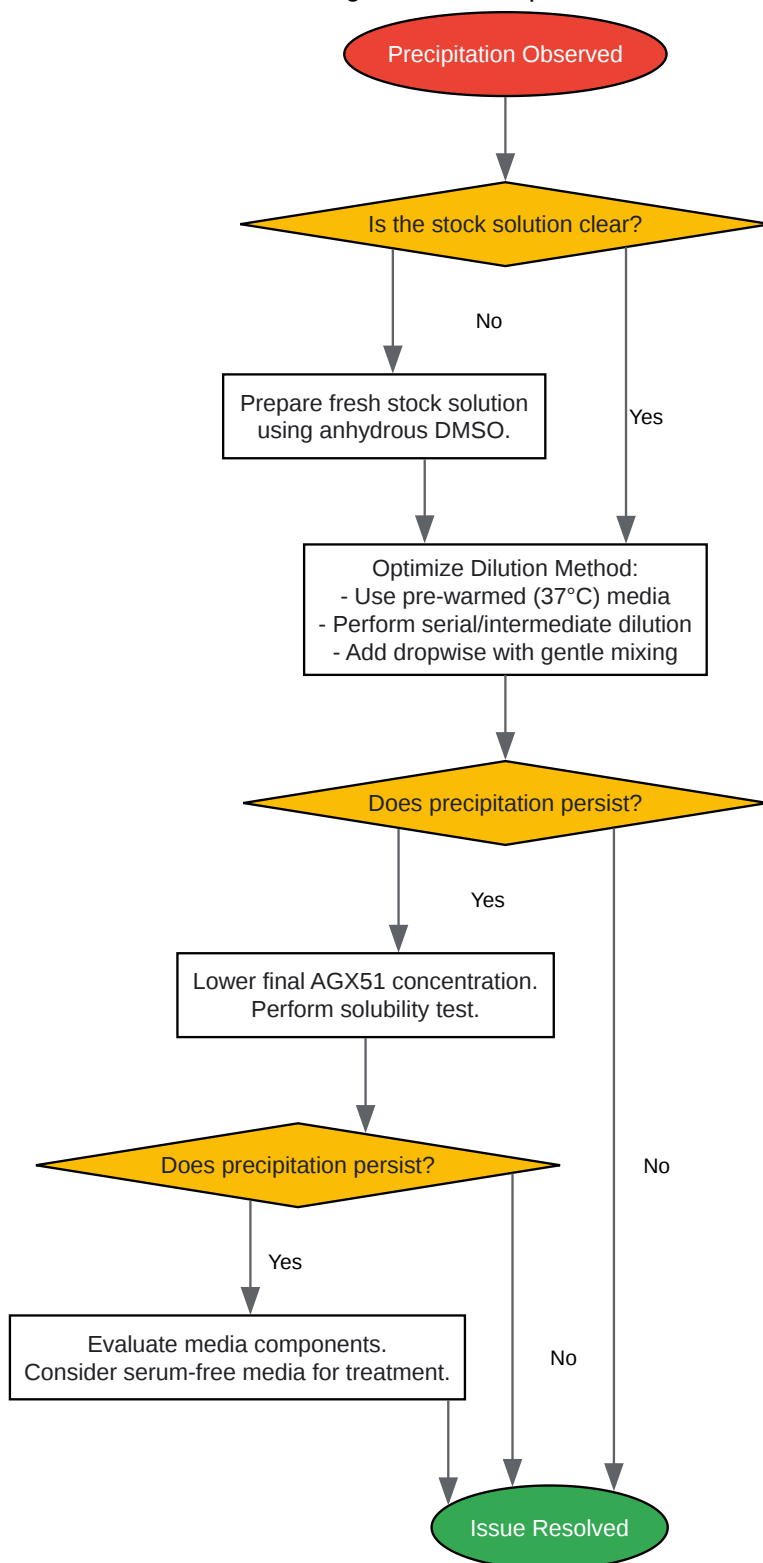 Precipitation Observed
Is the stock solution clear?
No
Prepare fresh stock solution
using anhydrous DMSO.
Yes
Optimize Dilution Method:
- Use pre-warmed (37°C) media
- Perform serial/intermediate dilution
- Add dropwise with gentle mixing
Does precipitation persist?
Yes
Lower final AGX51 concentration.
Perform solubility test.
Does precipitation persist?
No
Yes
Evaluate media components.
Consider serum-free media for treatment.
No
Issue Resolved